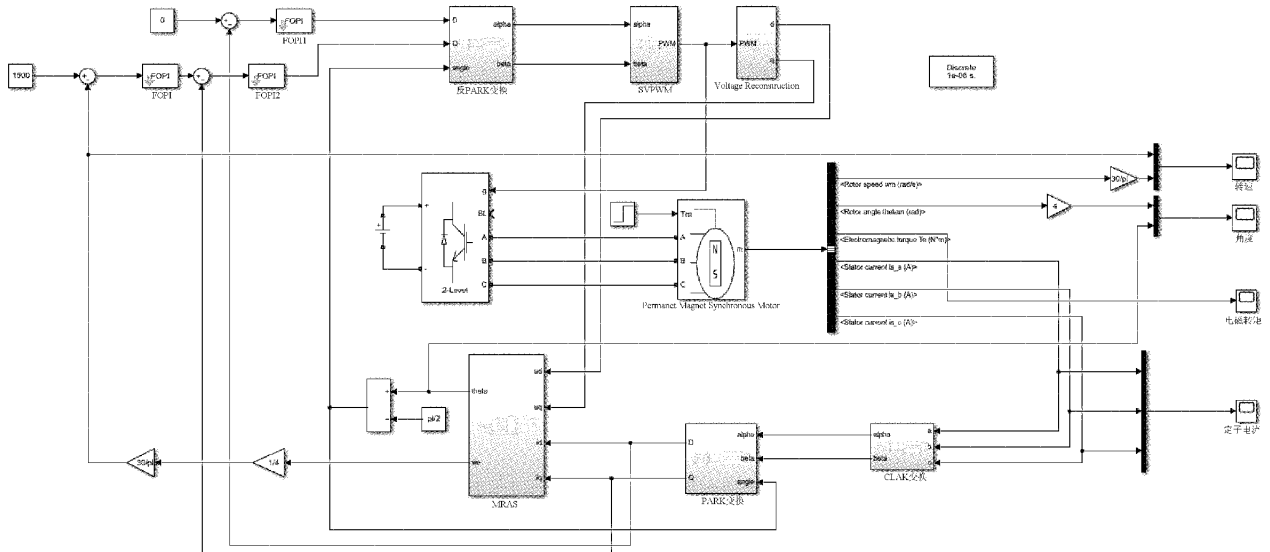 0
FOPI
FOPI1
1500
FOPI
FOPI
FOPI
FOPI2
D
Q
angle
alpha
beta
反PARK变换
alpha
beta
PWM
SVPWM
PWM
d
q
Voltage Reconstruction
Discrete
1e-06 s.
+
-
g
BL
A
B
C
2-Level
Tm
A
B
C
N
S
m
Permanet Magnet Synchronous Motor
<Rotor speed wm (rad/s)>
<Rotor angle thetam (rad)>
<Electromagnetic torque Te (N*m)>
<Stator current is_a (A)>
<Stator current is_b (A)>
<Stator current is_c (A)>
30/pi
4
转速
角度
电磁转矩
定子电流
pi/2
theta
we
ud
uq
id
iq
MRAS
D
Q
alpha
beta
angle
PARK变换
alpha
beta
a
b
c
CLAK变换
30/pi
1/4